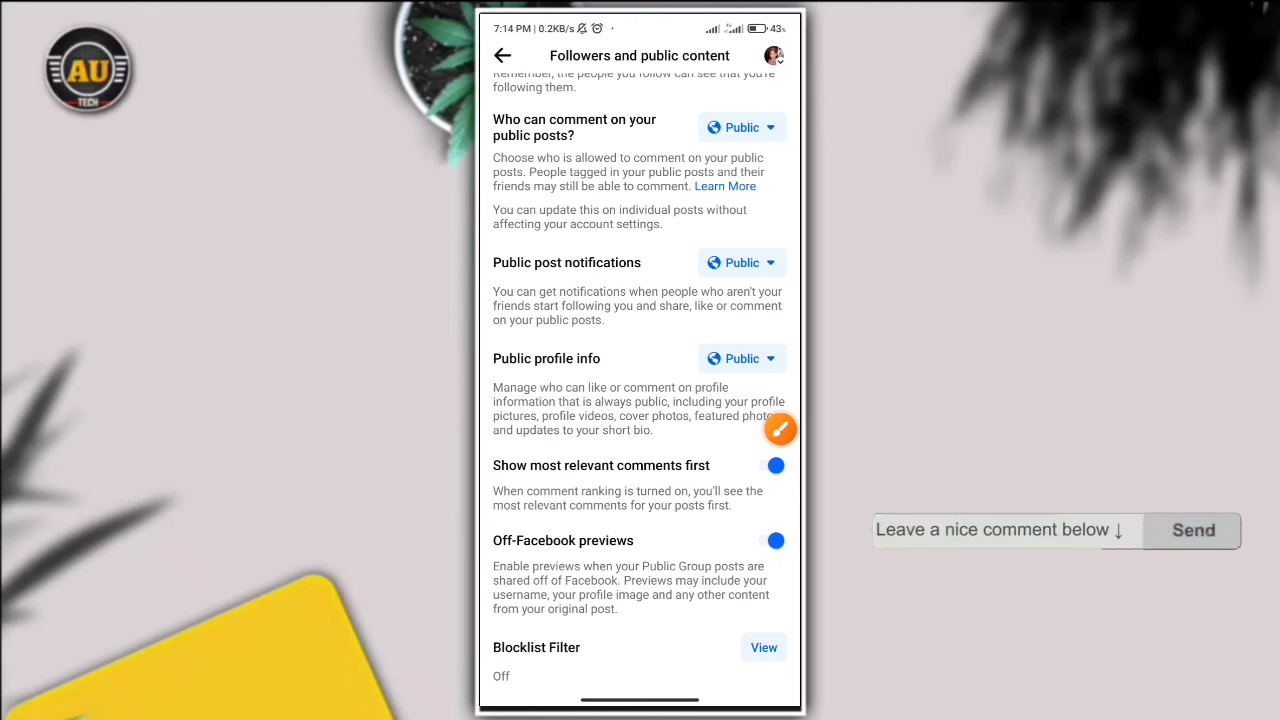 AU
TECH
7:14 PM | 0.2KB/s
4G
43%
Followers and public content
Remember, the people you follow can see that you're
following them.
Who can comment on your
public posts?
Public
Choose who is allowed to comment on your public
posts. People tagged in your public posts and their
friends may still be able to comment. Learn More
You can update this on individual posts without
affecting your account settings.
Public post notifications
Public
You can get notifications when people who aren't your
friends start following you and share, like or comment
on your public posts.
Public profile info
Public
Manage who can like or comment on profile
information that is always public, including your profile
pictures, profile videos, cover photos, featured photos
and updates to your short bio.
Show most relevant comments first
When comment ranking is turned on, you'll see the
most relevant comments for your posts first.
Off-Facebook previews
Enable previews when your Public Group posts are
shared off of Facebook. Previews may include your
username, your profile image and any other content
from your original post.
Blocklist Filter
View
Off
Leave a nice comment below ↓
Send